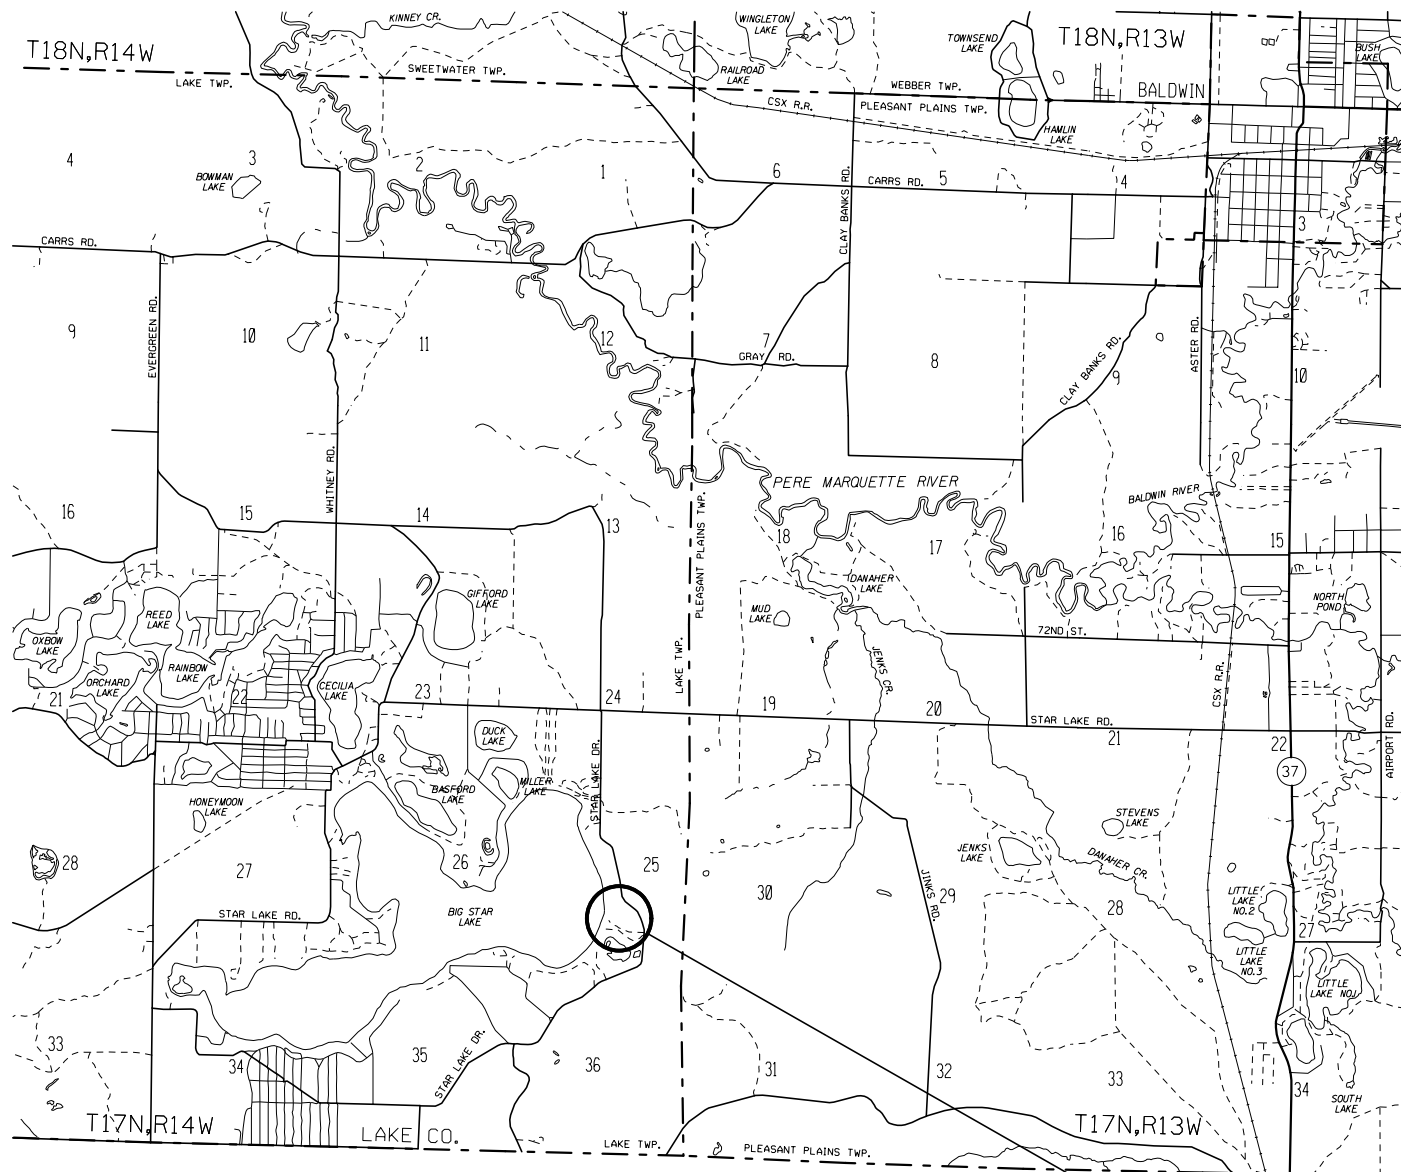 KINNEY CR.
WINGLETON
LAKE
T18N,R14W
TOWNSEND
LAKE
T18N,R13W
BUSH
LAKE
SWEETWATER TWP.
RAILROAD
LAKE
LAKE TWP.
WEBBER TWP.
BALDWIN
CSX R.R.
PLEASANT PLAINS TWP.
HAMLIN
LAKE
4
3
2
1
6
5
4
BOWMAN
LAKE
CARRS RD.
CLAY BANKS RD.
3
CARRS RD.
EVERGREEN RD.
9
10
11
12
7
GRAY RD.
8
CLAY BANKS RD.
9
ASTER RD.
10
WHITNEY RD.
PERE MARQUETTE RIVER
BALDWIN RIVER
PLEASANT PLAINS TWP.
16
15
14
13
18
17
16
15
REED
LAKE
GIFFORD
LAKE
DANAHER
LAKE
MUD
LAKE
NORTH
POND
OXBOW
LAKE
72ND ST.
RAINBOW
LAKE
ORCHARD
LAKE
CECILIA
LAKE
LAKE TWP.
JENKS CR.
CSX R.R.
21
22
23
24
19
20
STAR LAKE RD.
21
22
DUCK
LAKE
STAR LAKE DR.
AIRPORT RD.
37
BASFORD
LAKE
MILLER
LAKE
HONEYMOON
LAKE
STEVENS
LAKE
JENKS
LAKE
DANAHER CR.
28
27
26
25
30
JINKS RD.
29
28
LITTLE
LAKE
NO.2
STAR LAKE RD.
BIG STAR
LAKE
27
LITTLE
LAKE
NO.3
LITTLE
LAKE NO.1
33
34
35
STAR LAKE DR.
36
31
32
33
34
SOUTH
LAKE
T17N,R14W
LAKE CO.
T17N,R13W
LAKE TWP.
PLEASANT PLAINS TWP.